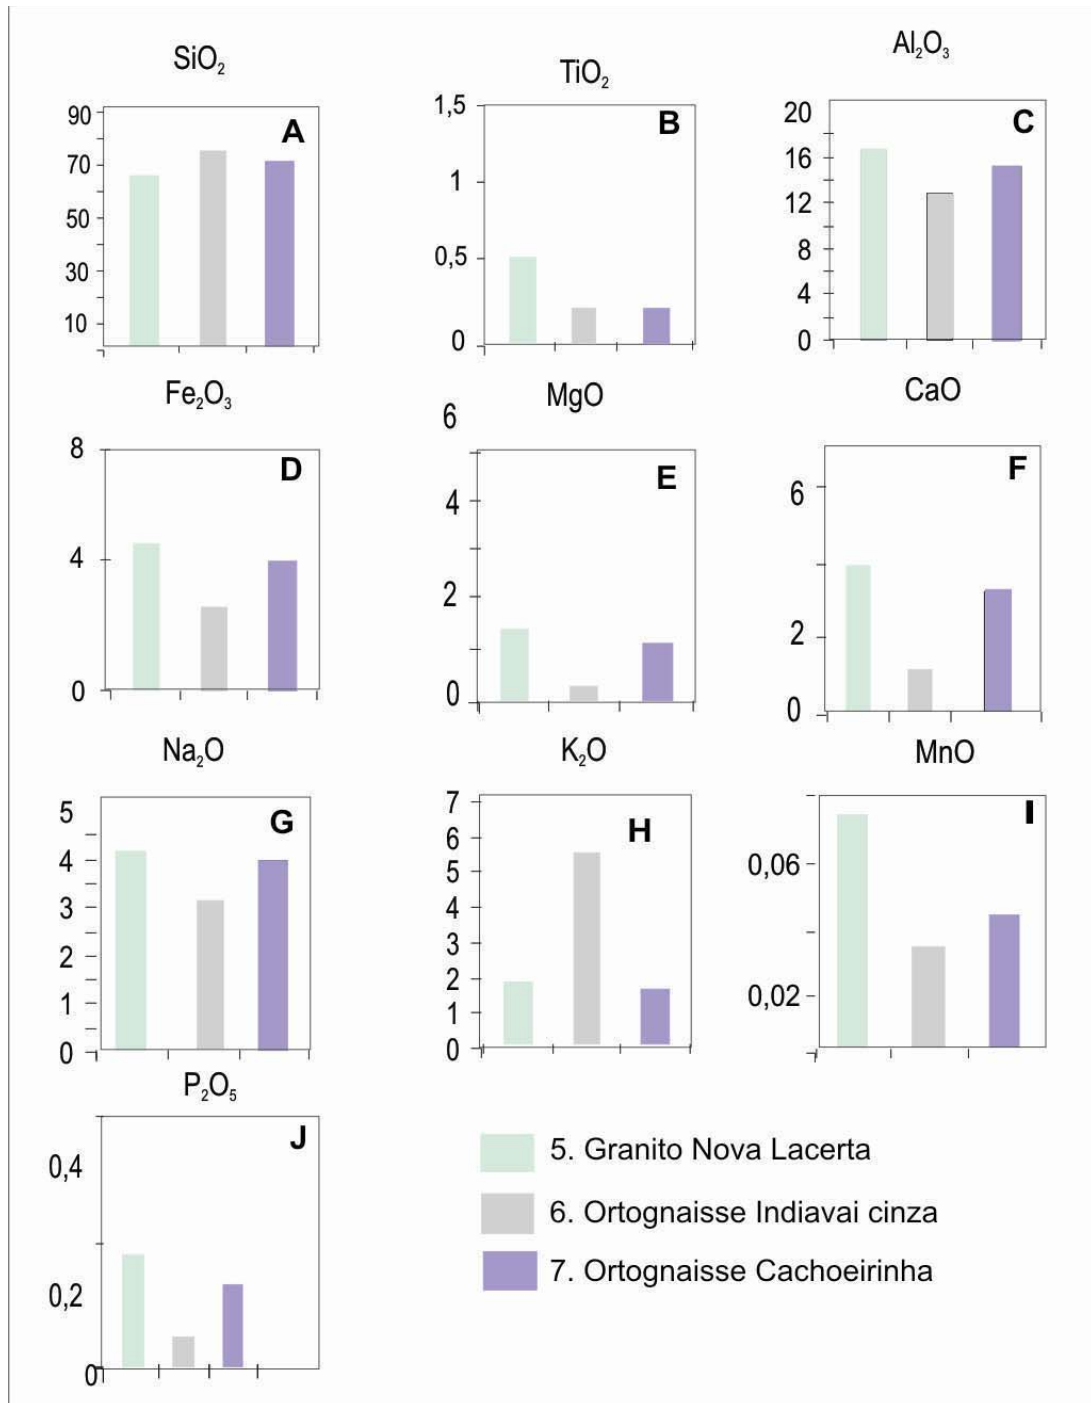 SiO₂
90
70
50
30
10
A
TiO₂
1,5
1
0,5
0
B
Al₂O₃
20
16
12
8
4
0
C
Fe₂O₃
8
4
0
D
MgO
6
4
2
0
E
CaO
6
2
0
F
Na₂O
5
4
3
2
1
0
G
K₂O
7
6
5
4
3
2
1
0
H
MnO
0,06
0,02
I
P₂O₅
0,4
0,2
0
J
5. Granito Nova Lacerta
6. Ortognaisse Indiavai cinza
7. Ortognaisse Cachoeirinha